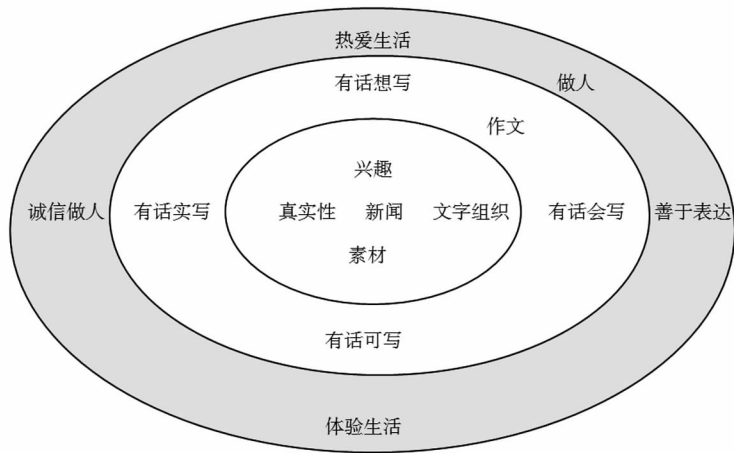 热爱生活
有话想写
做人
作文
兴趣
诚信做人 有话实写 真实性 新闻 文字组织 有话会写 善于表达
素材
有话可写
体验生活